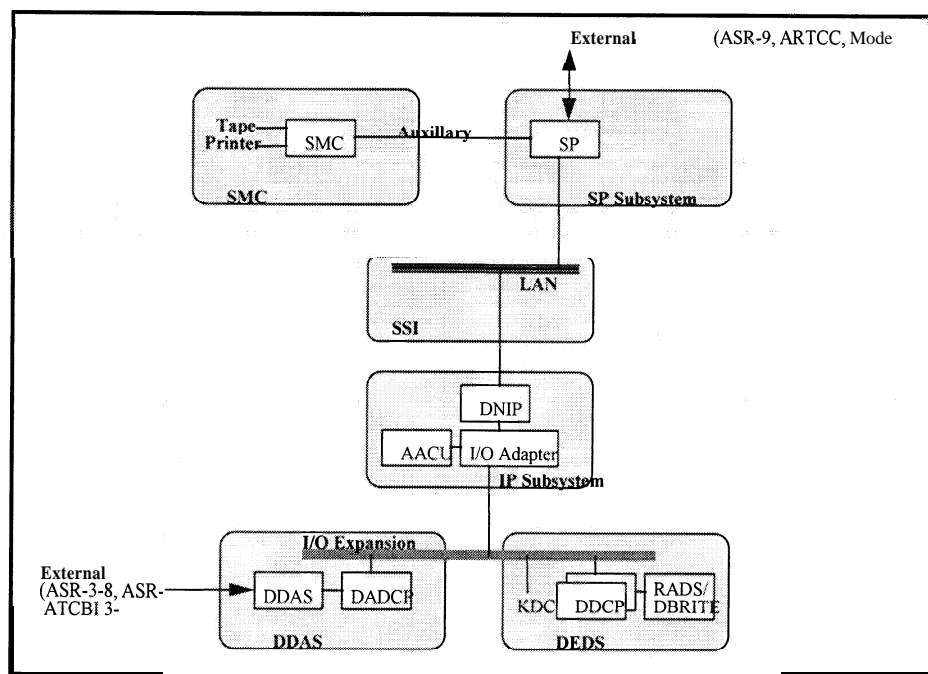 External (ASR-9, ARTCC, Mode
Tape
Printer
SMC
Auxillary
SP
SMC
SP Subsystem
LAN
SSI
DNIP
AACU
I/O Adapter
IP Subsystem
I/O Expansion
External
(ASR-3-8, ASR-
ATCBI 3-
DDAS
DADCP
KDC
DDCP
RADS/
DBRITE
DDAS
DEDS